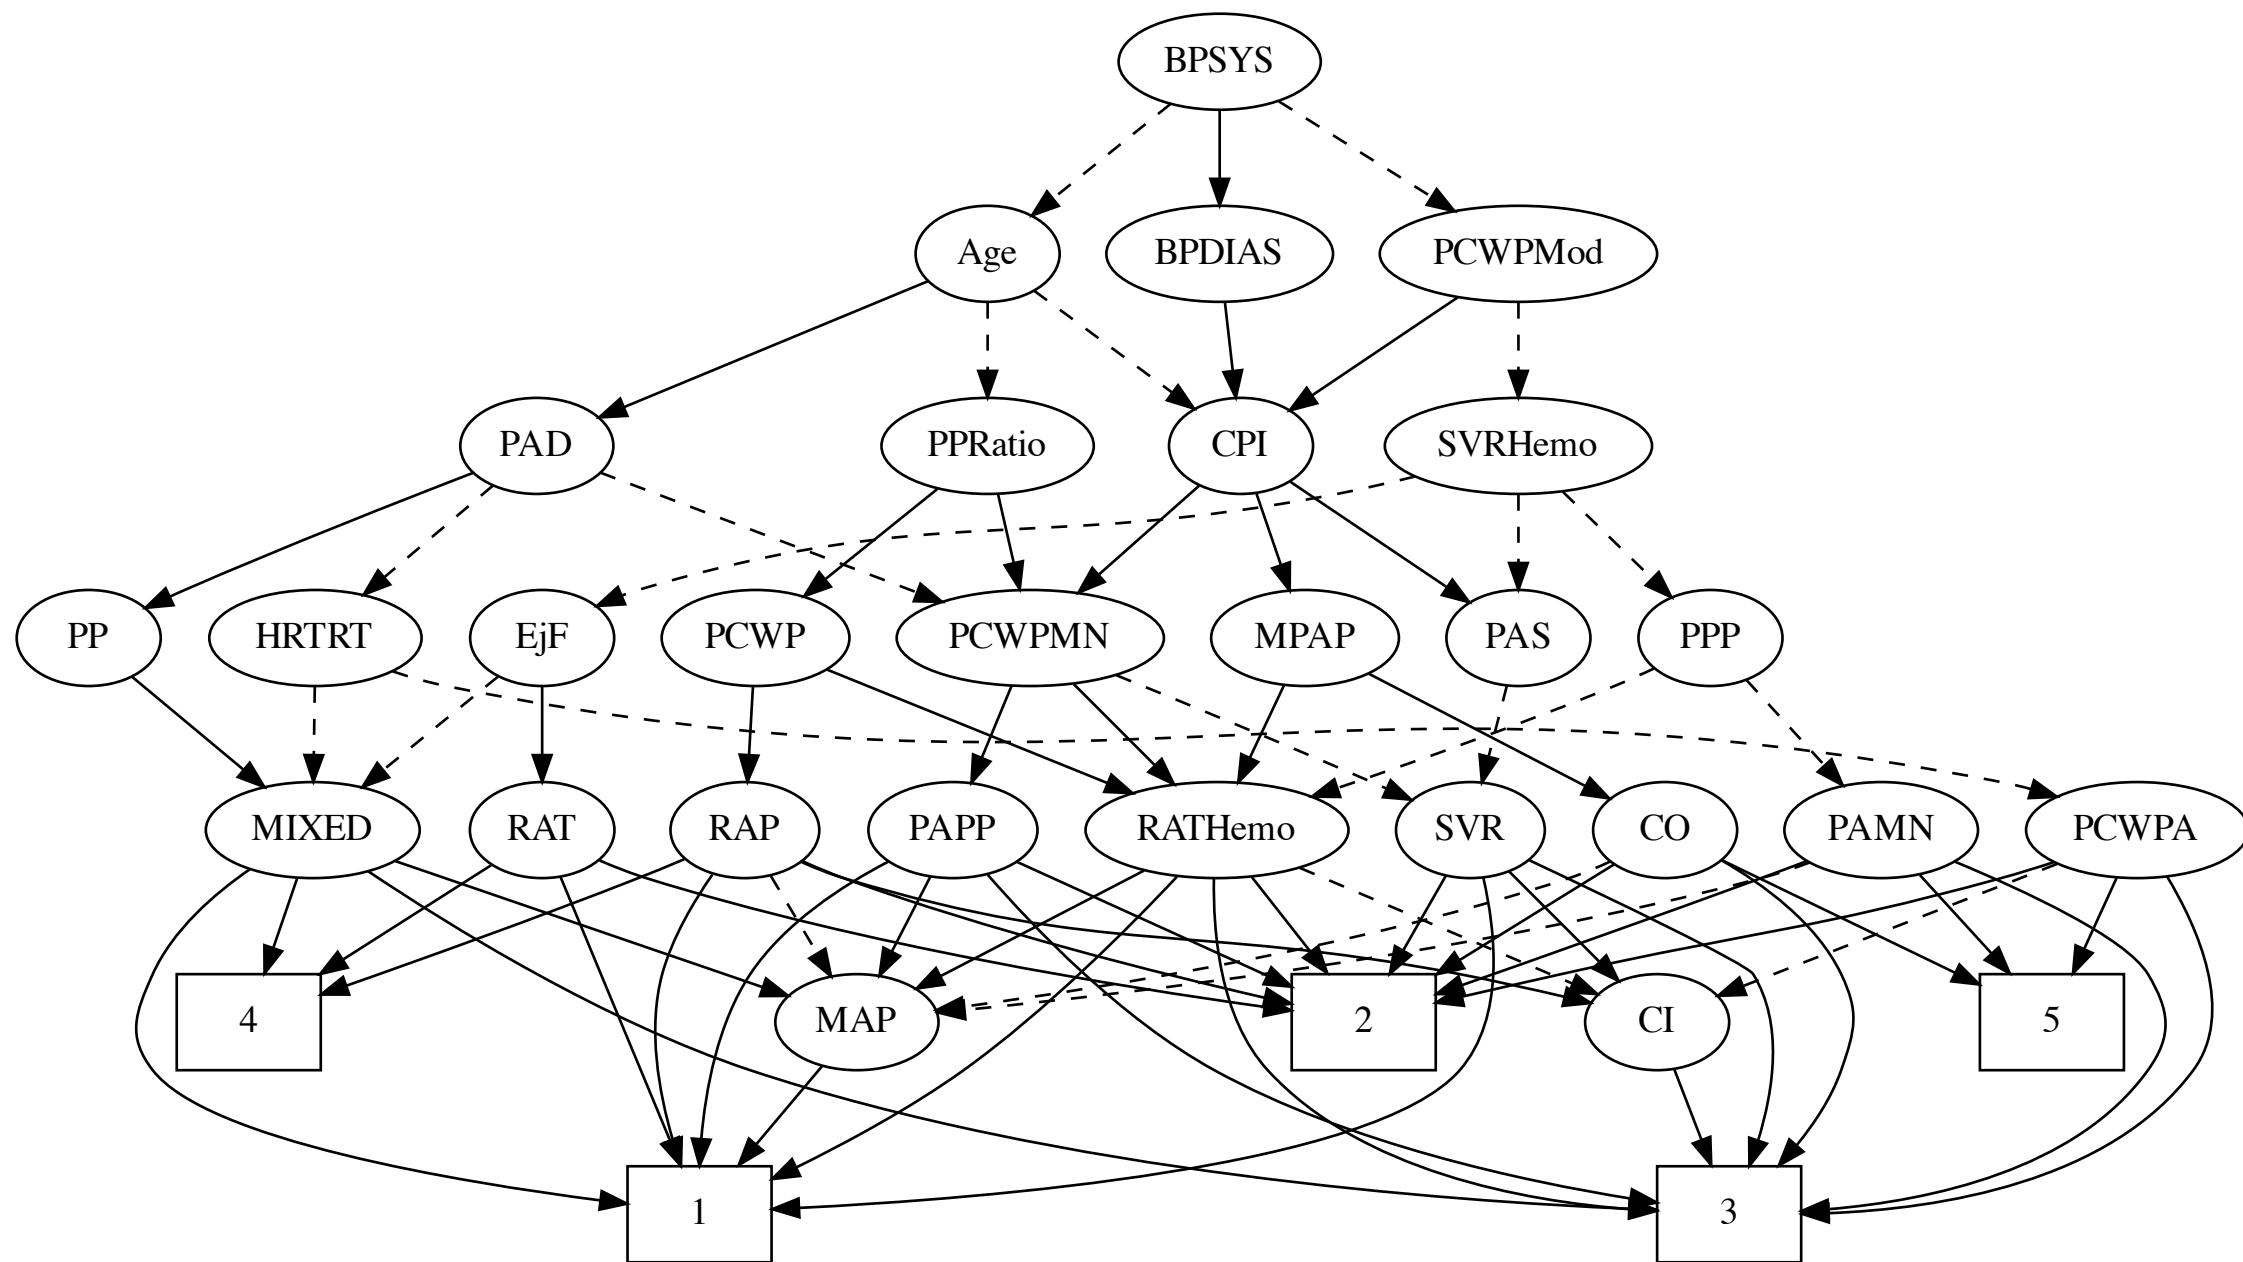 BPSYS
Age
BPDIAS
PCWPMod
PAD
PPRatio
CPI
SVRHemo
PP
HRTRT
EjF
PCWP
PCWPMN
MPAP
PAS
PPP
MIXED
RAT
RAP
PAPP
RATHemo
SVR
CO
PAMN
PCWPA
4
MAP
2
CI
5
1
3